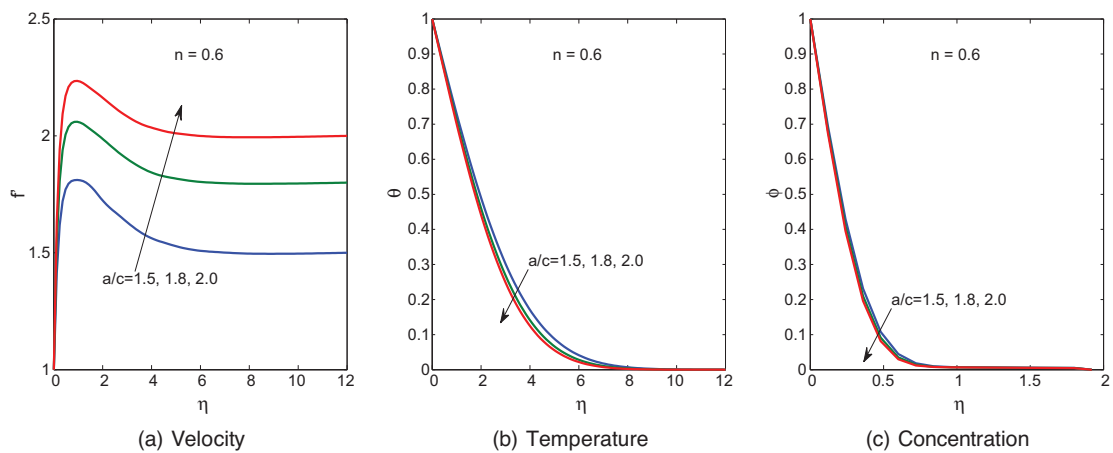 2.5
2
1.5
1
0 2 4 6 8 10 12
f'
η
n = 0.6
a/c=1.5, 1.8, 2.0
(a) Velocity
1
0.9
0.8
0.7
0.6
0.5
0.4
0.3
0.2
0.1
0
0 2 4 6 8 10 12
θ
η
n = 0.6
a/c=1.5, 1.8, 2.0
(b) Temperature
1
0.9
0.8
0.7
0.6
0.5
0.4
0.3
0.2
0.1
0
0 0.5 1 1.5 2
ϕ
η
n = 0.6
a/c=1.5, 1.8, 2.0
(c) Concentration